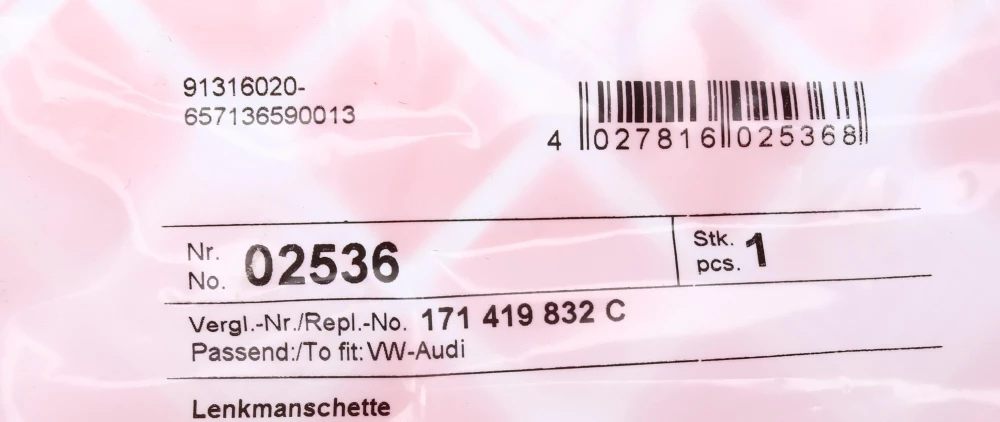 91316020-
657136590013
4 027816 025368
Nr. 02536
No.
Stk. 1
pcs.
Vergl.-Nr./Repl.-No. 171 419 832 C
Passend:/To fit: VW-Audi
Lenkmanschette